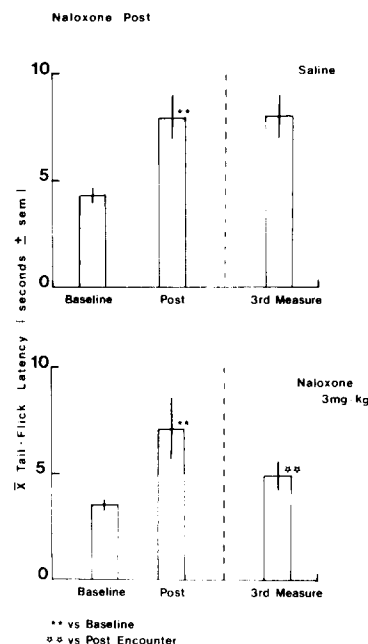 Naloxone Post
Saline
10
5
0
Baseline Post 3rd Measure
X̅ Tail-Flick Latency ( seconds ± sem )
**
Naloxone
3mg·kg
10
5
0
**
☆☆
Baseline Post 3rd Measure
** vs Baseline
☆☆ vs Post Encounter